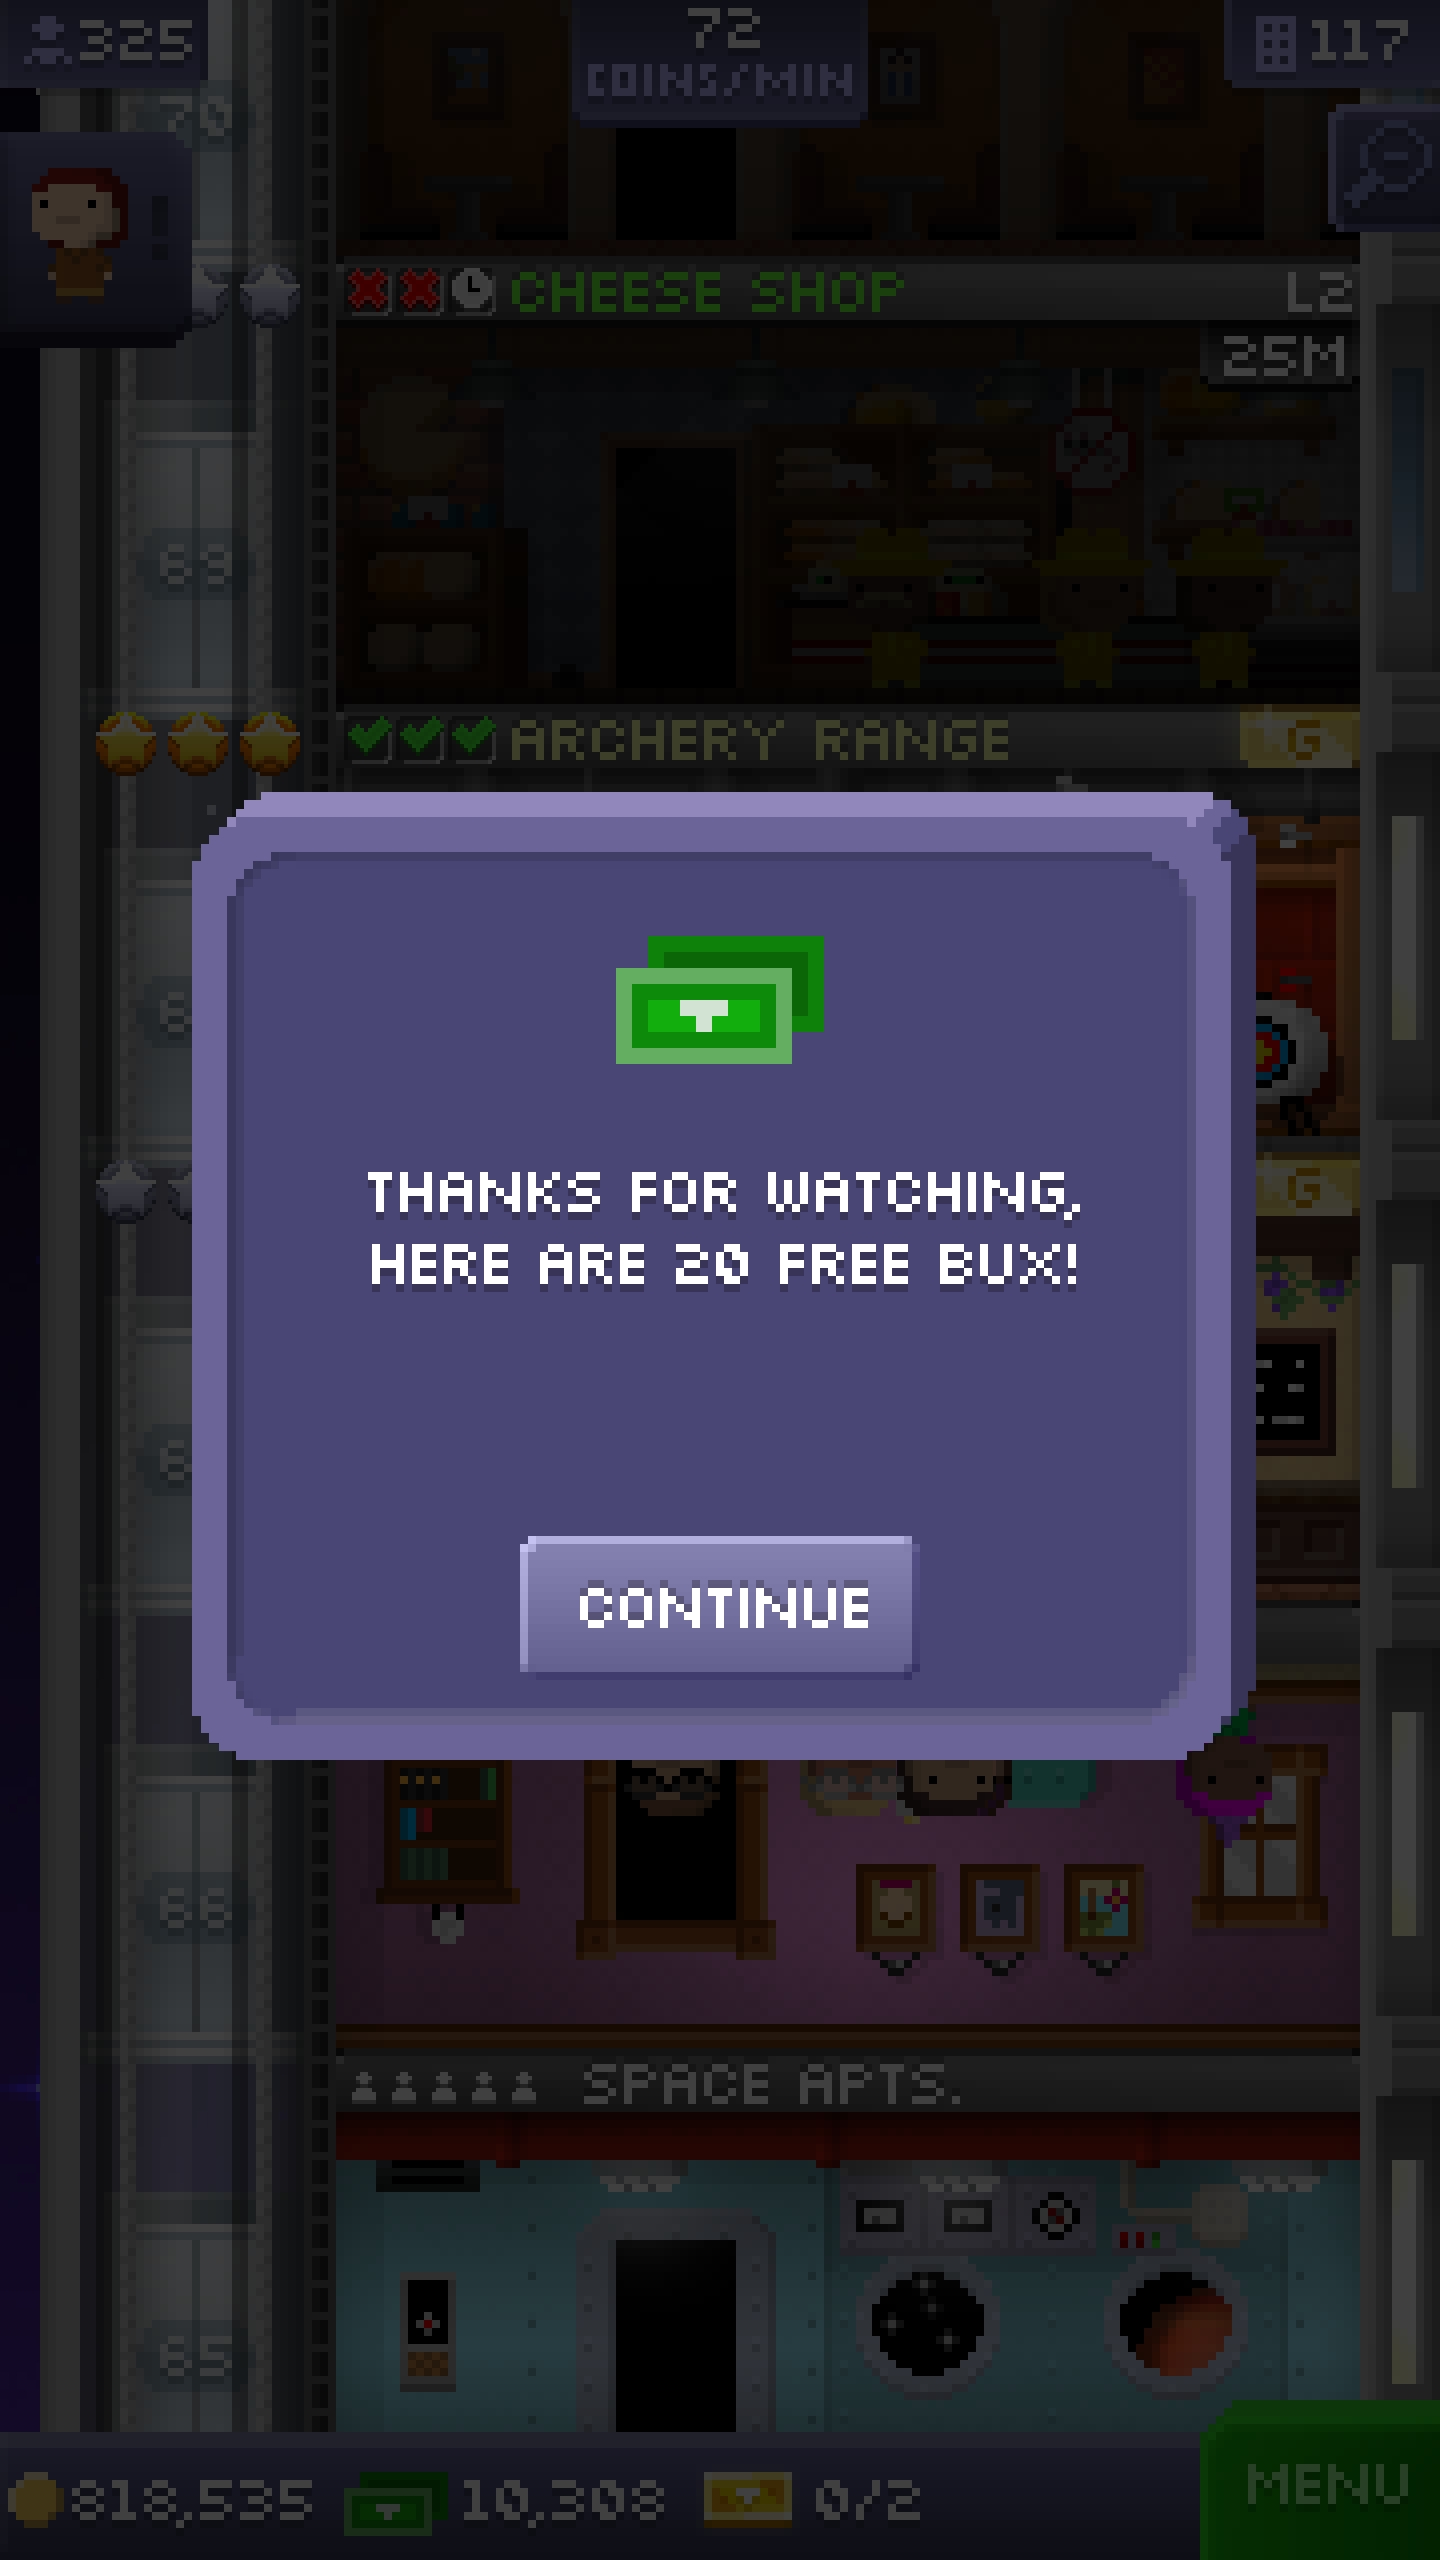 325
72
COINS/MIN
117
70
CHEESE SHOP
L2
25M
69
ARCHERY RANGE
G
G
THANKS FOR WATCHING,
HERE ARE 20 FREE BUX!
CONTINUE
66
SPACE APTS.
65
818,535
10,308
0/2
MENU